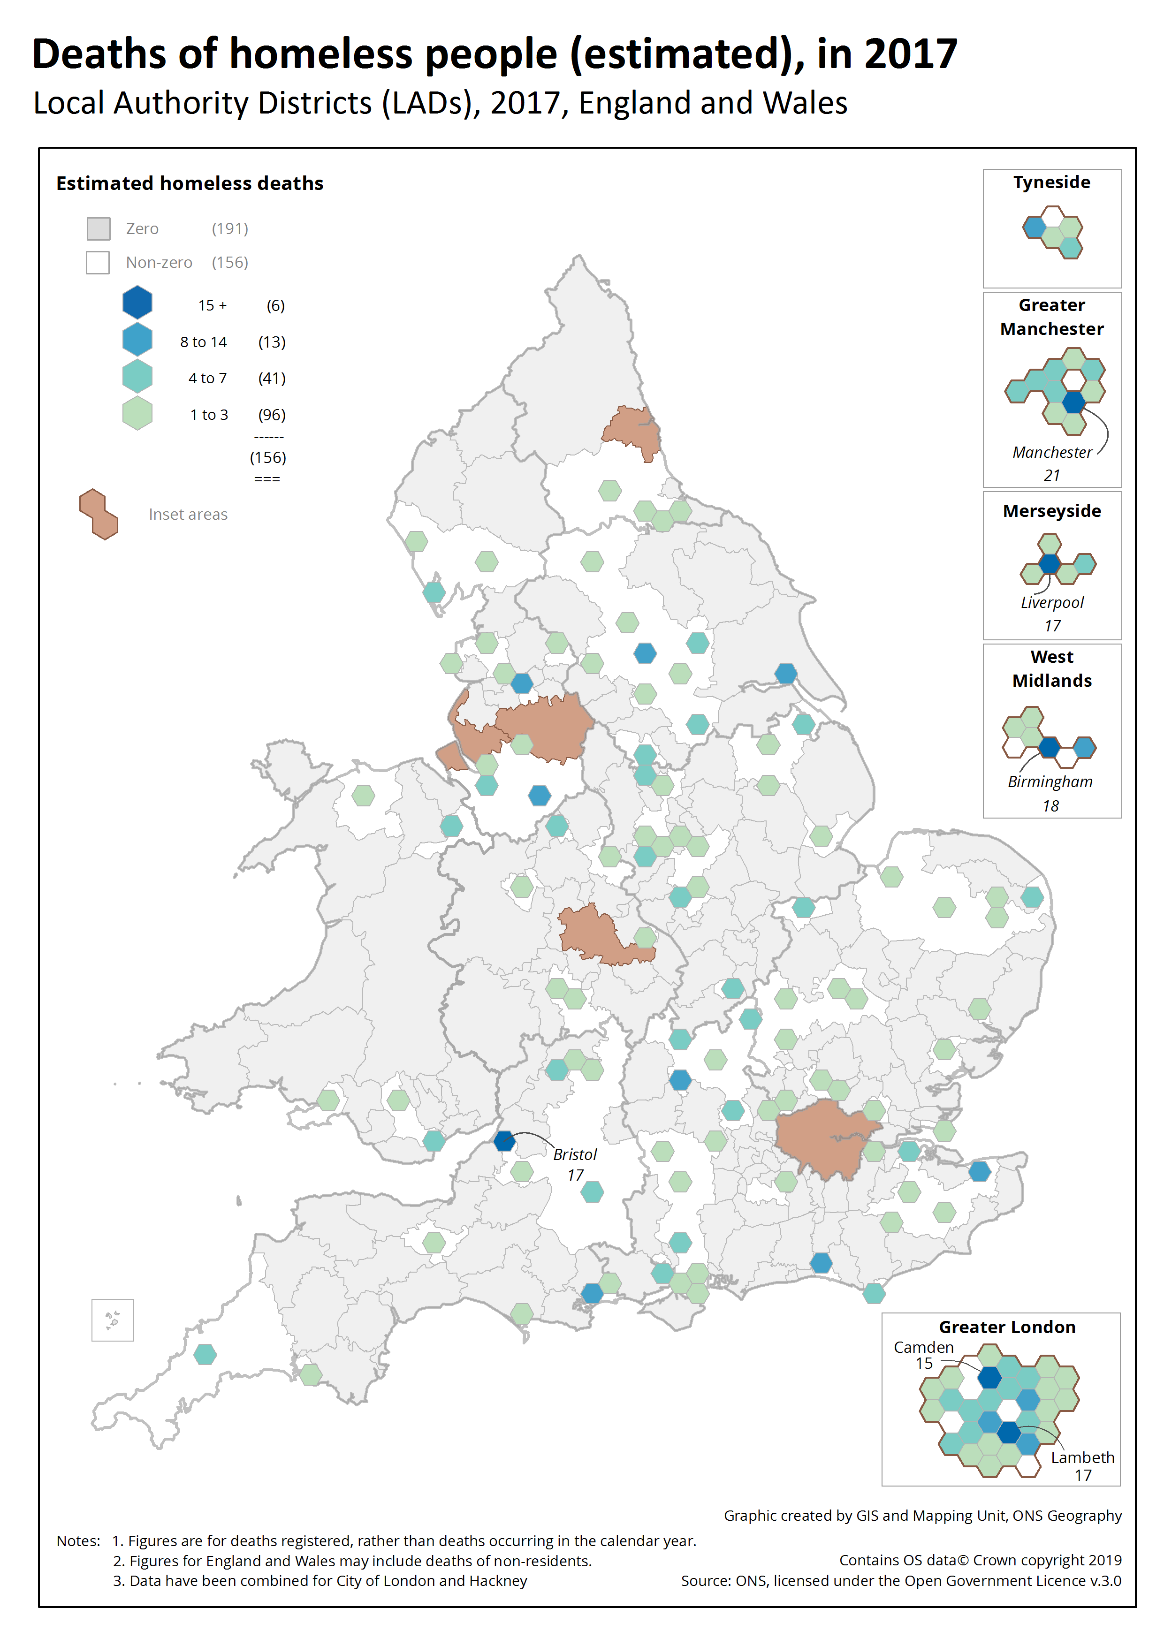 Deaths of homeless people (estimated), in 2017
Local Authority Districts (LADs), 2017, England and Wales
Estimated homeless deaths
Zero (191)
Non-zero (156)
15 + (6)
8 to 14 (13)
4 to 7 (41)
1 to 3 (96)
------
(156)
===
Inset areas
Tyneside
Greater
Manchester
Manchester
21
Merseyside
Liverpool
17
West
Midlands
Birmingham
18
Bristol
17
Greater London
Camden
15
Lambeth
17
Graphic created by GIS and Mapping Unit, ONS Geography
Notes: 1. Figures are for deaths registered, rather than deaths occurring in the calendar year.
2. Figures for England and Wales may include deaths of non-residents.
3. Data have been combined for City of London and Hackney
Contains OS data© Crown copyright 2019
Source: ONS, licensed under the Open Government Licence v.3.0